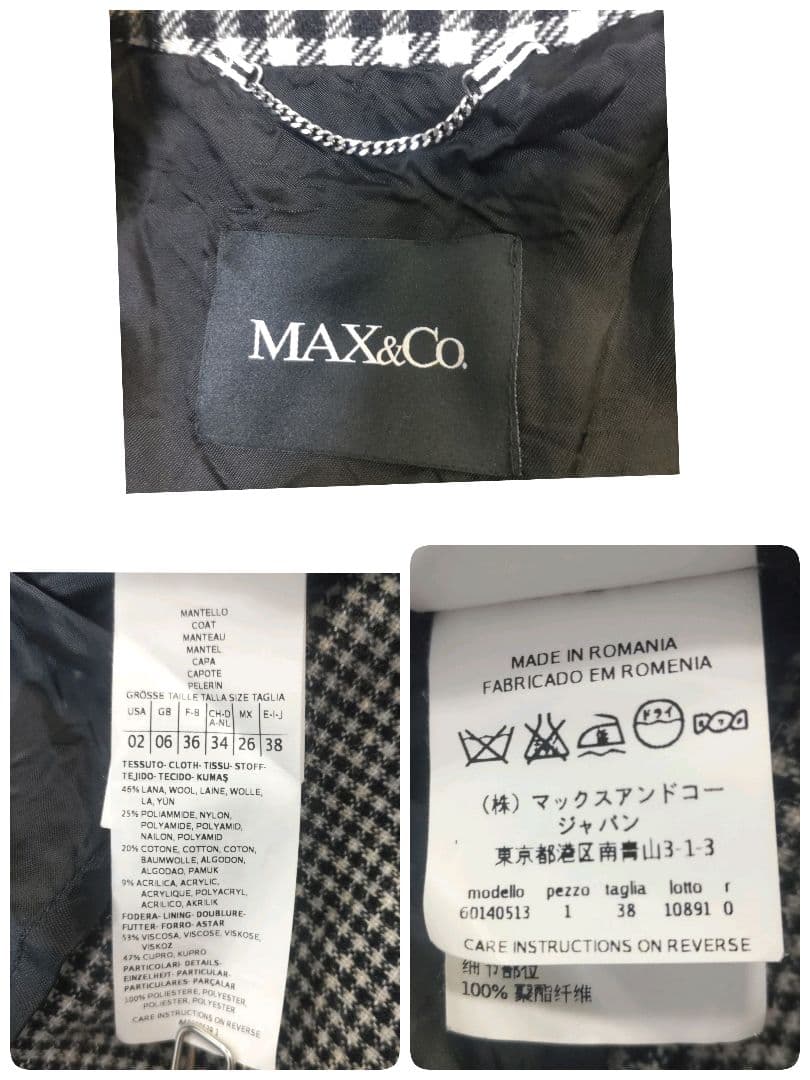 MAX&Co.
MANTELLO
COAT
MANTEAU
MANTEL
CAPA
CAPOTE
PELERIN
GRÖSSE TAILLE TALLA SIZE TAGLIA
USA GB F-B CH-D A-NL MX E-I-J
02 06 36 34 26 38
TESSUTO-CLOTH-TISSU-STOFF-
TEJIDO-TECIDO-KUMAŞ
46% LANA, WOOL, LAINE, WOLLE,
LA, YÜN
25% POLIAMMIDE, NYLON,
POLYAMIDE, POLYAMID,
NAILON, POLYAMID
20% COTONE, COTTON, COTON,
BAUMWOLLE, ALGODON,
ALGODAO, PAMUK
9% ACRILICA, ACRYLIC,
ACRYLIQUE, POLYACRYL,
ACRILICO, AKRILIK
FODERA-LINING-DOUBLURE-
FUTTER-FORRO-ASTAR
53% VISCOSA, VISCOSE, VISKOSE,
VISKOZ
47% CUPRO, KUPRO
PARTICOLARI-DETAILS-
EINZELHEIT-PARTICULAR-
PARTICULARES-PARÇALAR
100% POLIESTERE, POLYESTER,
POLIESTER, POLYESTER
CARE INSTRUCTIONS ON REVERSE
MADE IN ROMANIA
FABRICADO EM ROMENIA
ドライ
(株) マックスアンドコー
ジャパン
東京都港区南青山3-1-3
modello pezzo taglia lotto r
60140513 1 38 10891 0
CARE INSTRUCTIONS ON REVERSE
细节部位
100% 聚酯纤维